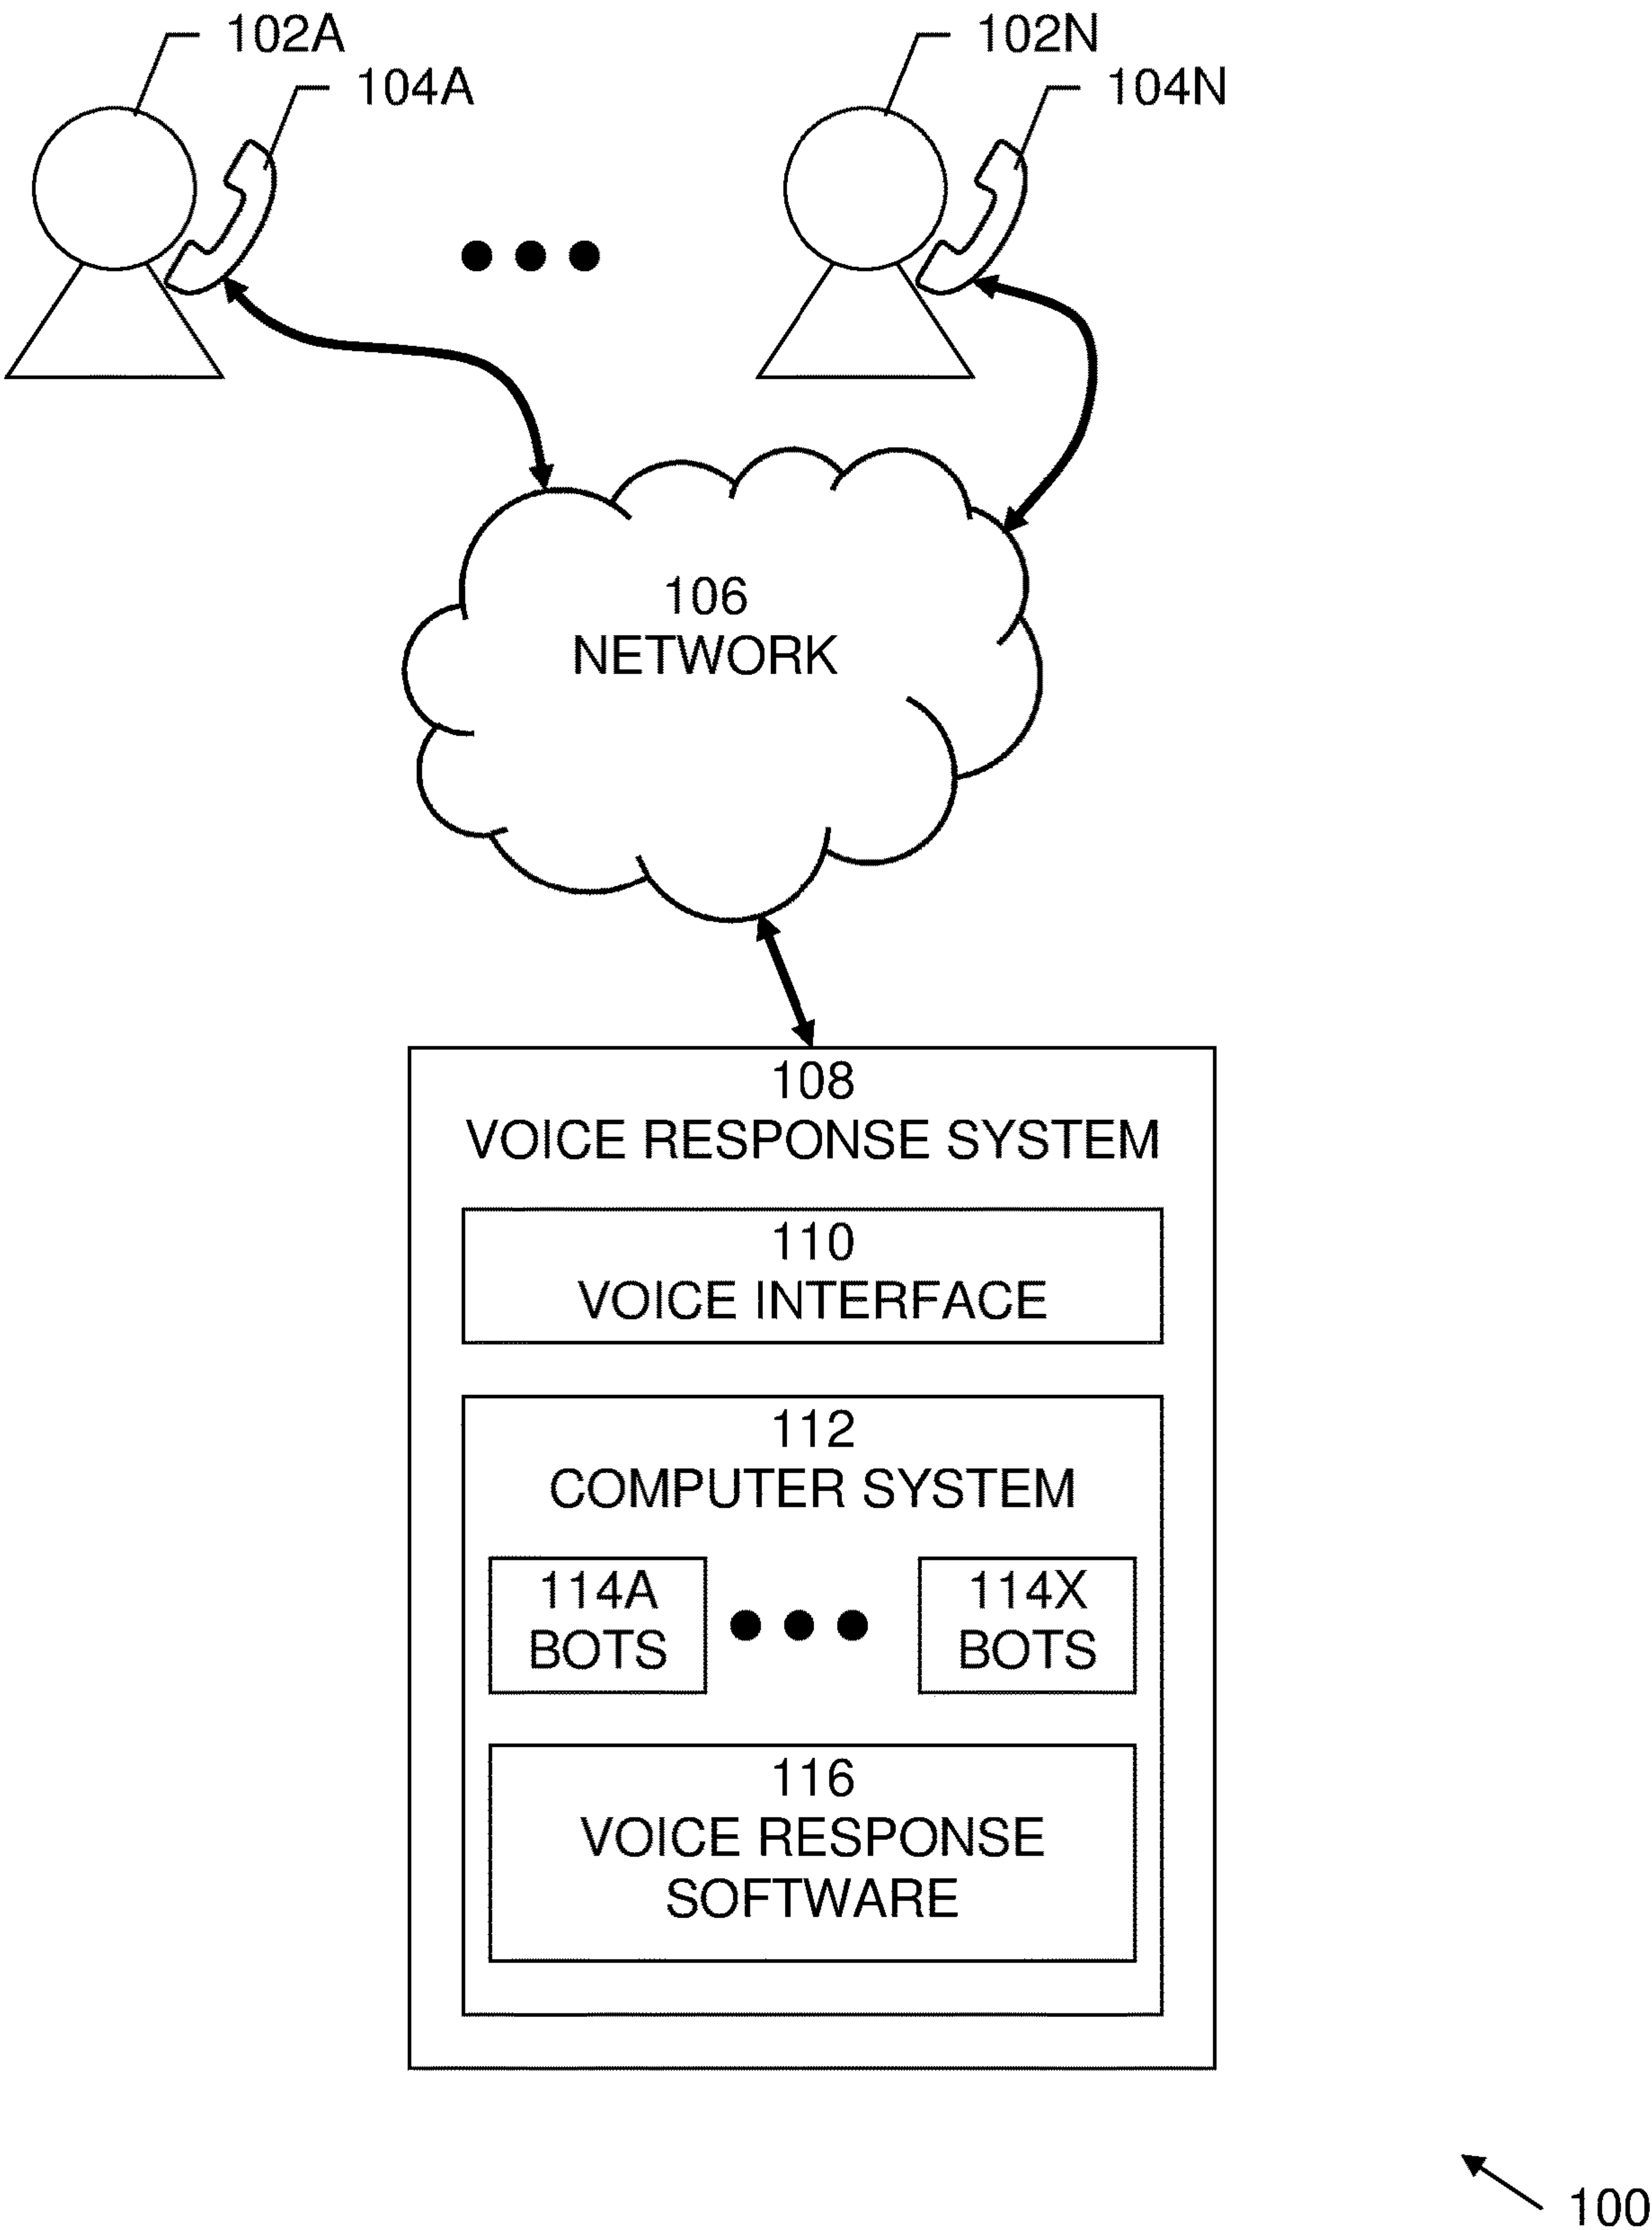 102A
104A
102N
104N
106
NETWORK
108
VOICE RESPONSE SYSTEM
110
VOICE INTERFACE
112
COMPUTER SYSTEM
114A
BOTS
114X
BOTS
116
VOICE RESPONSE
SOFTWARE
100